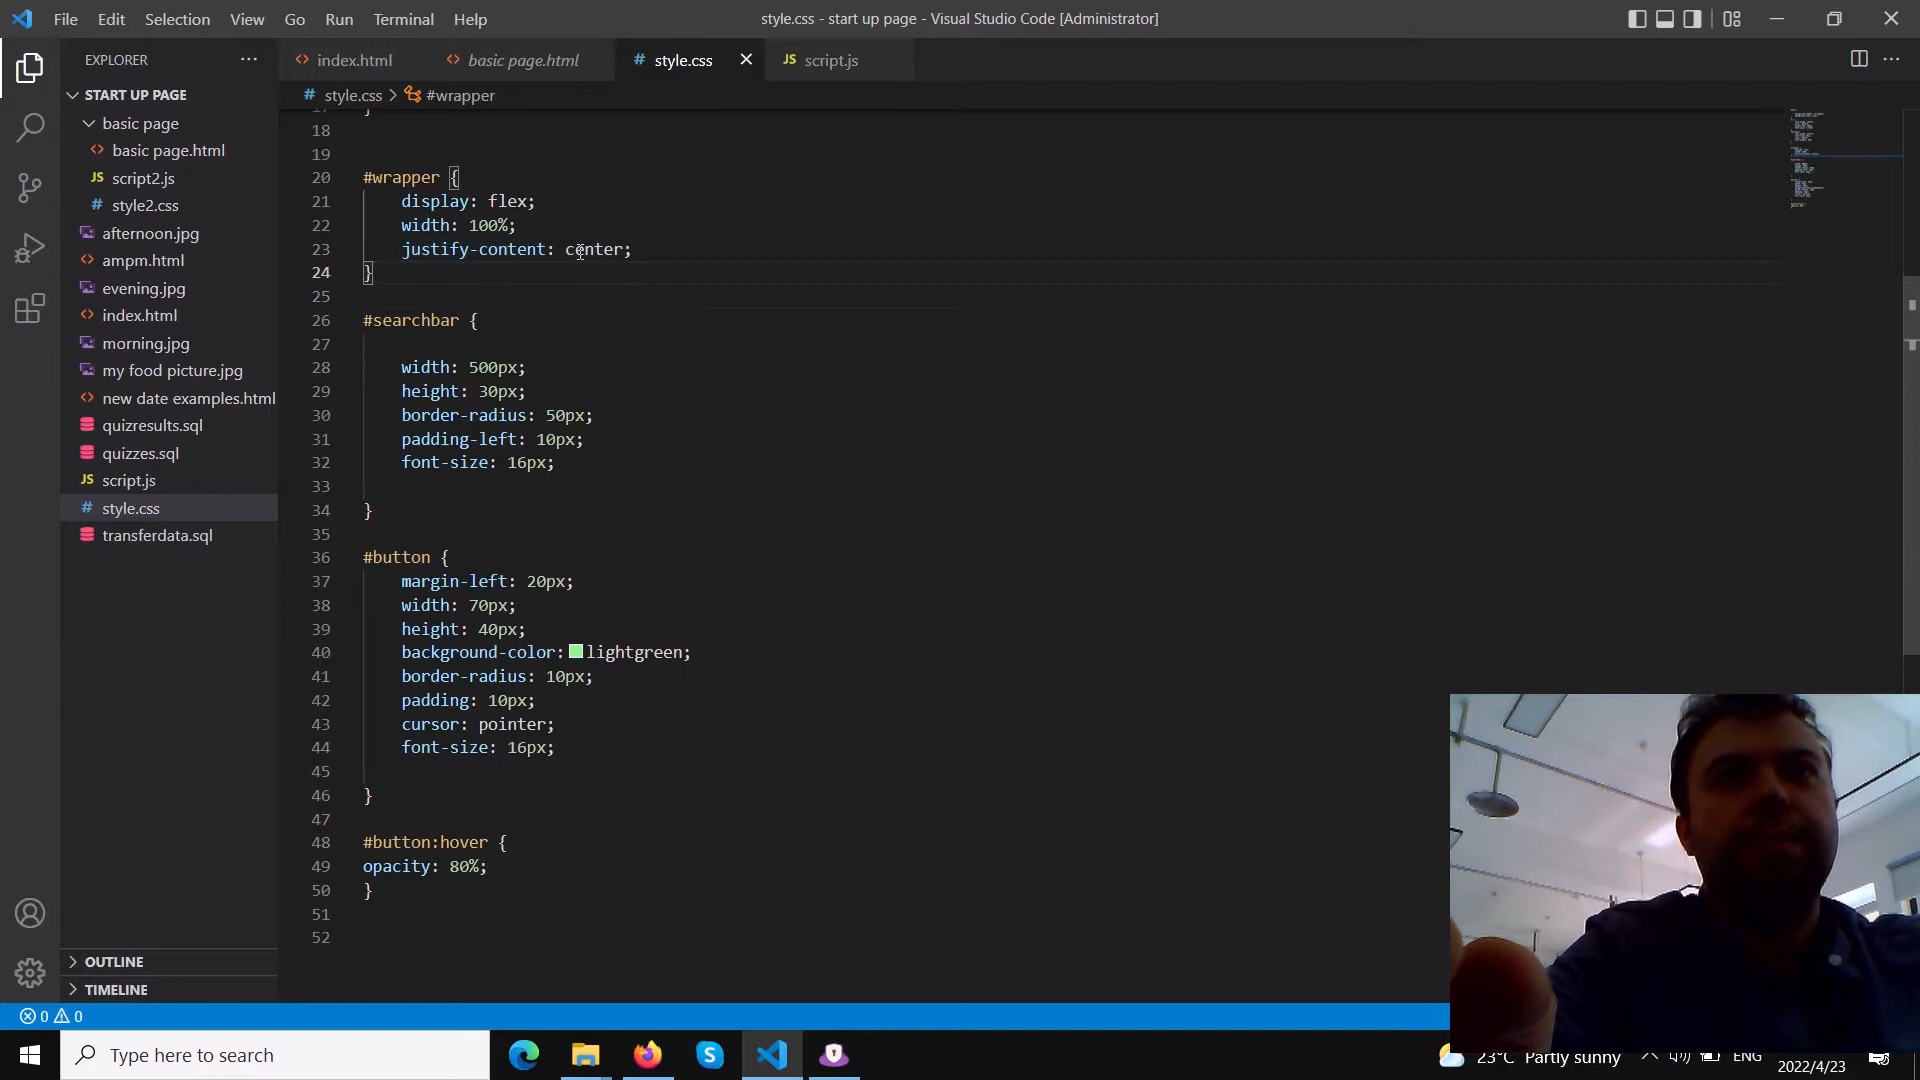 File Edit Selection View Go Run Terminal Help
style.css - start up page - Visual Studio Code [Administrator]
EXPLORER
index.html
basic page.html
# style.css
JS script.js
START UP PAGE
# style.css > #wrapper
basic page
basic page.html
JS script2.js
# style2.css
afternoon.jpg
ampm.html
evening.jpg
index.html
morning.jpg
my food picture.jpg
new date examples.html
quizresults.sql
quizzes.sql
JS script.js
# style.css
transferdata.sql
OUTLINE
TIMELINE
18
19
20 #wrapper {
21 display: flex;
22 width: 100%;
23 justify-content: center;
24 }
25
26 #searchbar {
27
28 width: 500px;
29 height: 30px;
30 border-radius: 50px;
31 padding-left: 10px;
32 font-size: 16px;
33
34 }
35
36 #button {
37 margin-left: 20px;
38 width: 70px;
39 height: 40px;
40 background-color: lightgreen;
41 border-radius: 10px;
42 padding: 10px;
43 cursor: pointer;
44 font-size: 16px;
45
46 }
47
48 #button:hover {
49 opacity: 80%;
50 }
51
52
0 0
Type here to search
23°C Partly sunny
ENG
2022/4/23